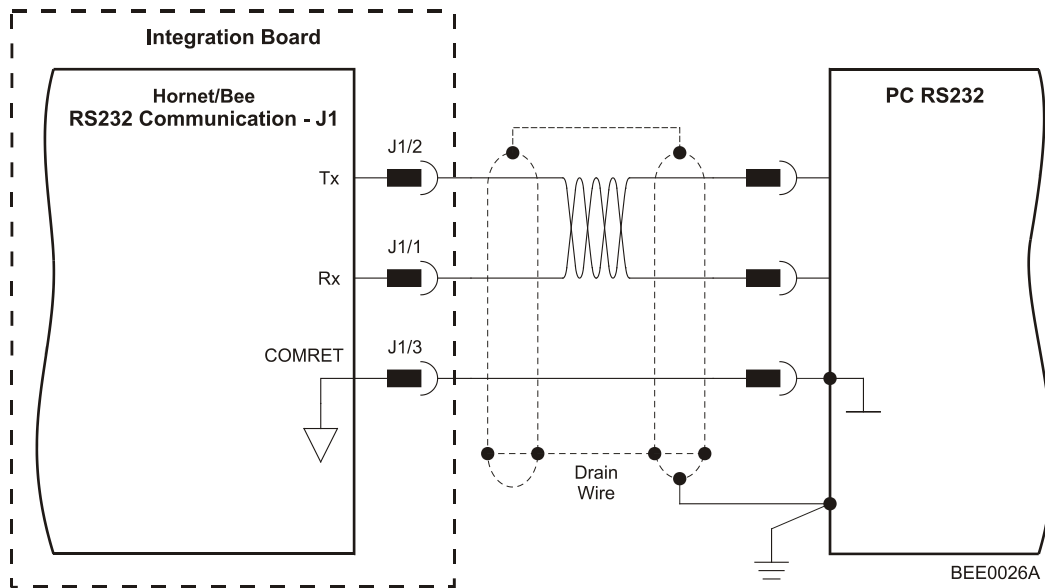 Integration Board
Hornet/Bee
RS232 Communication - J1
PC RS232
J1/2
Tx
J1/1
Rx
J1/3
COMRET
Drain
Wire
BEE0026A